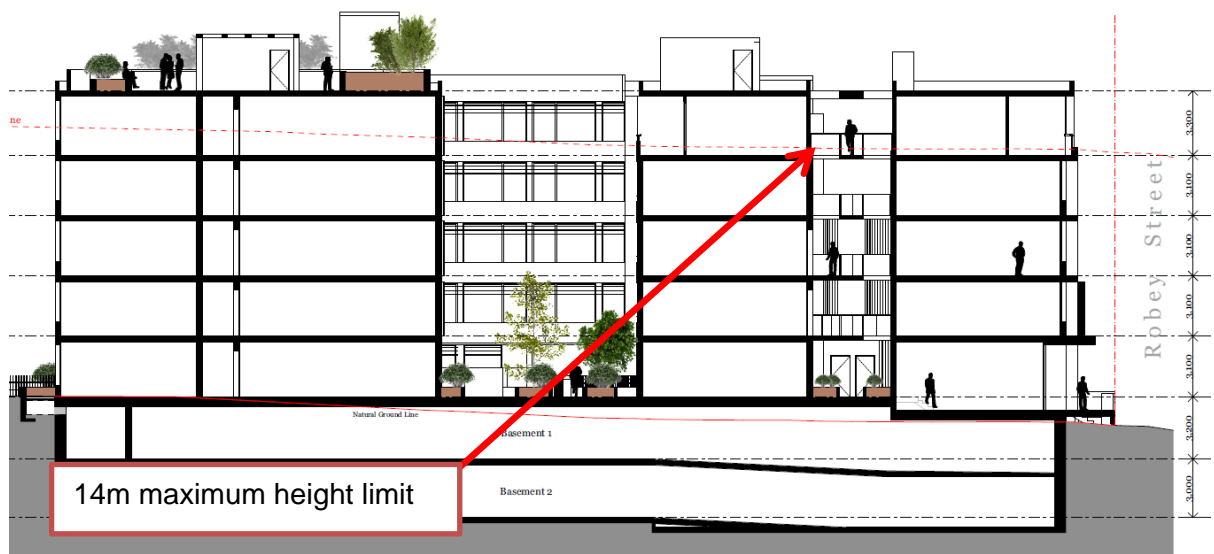 ne
3.300
3.100
3.100
3.100
3.100
3.200
3.000
Robey Street
Natural Ground Line
Basement 1
Basement 2
14m maximum height limit